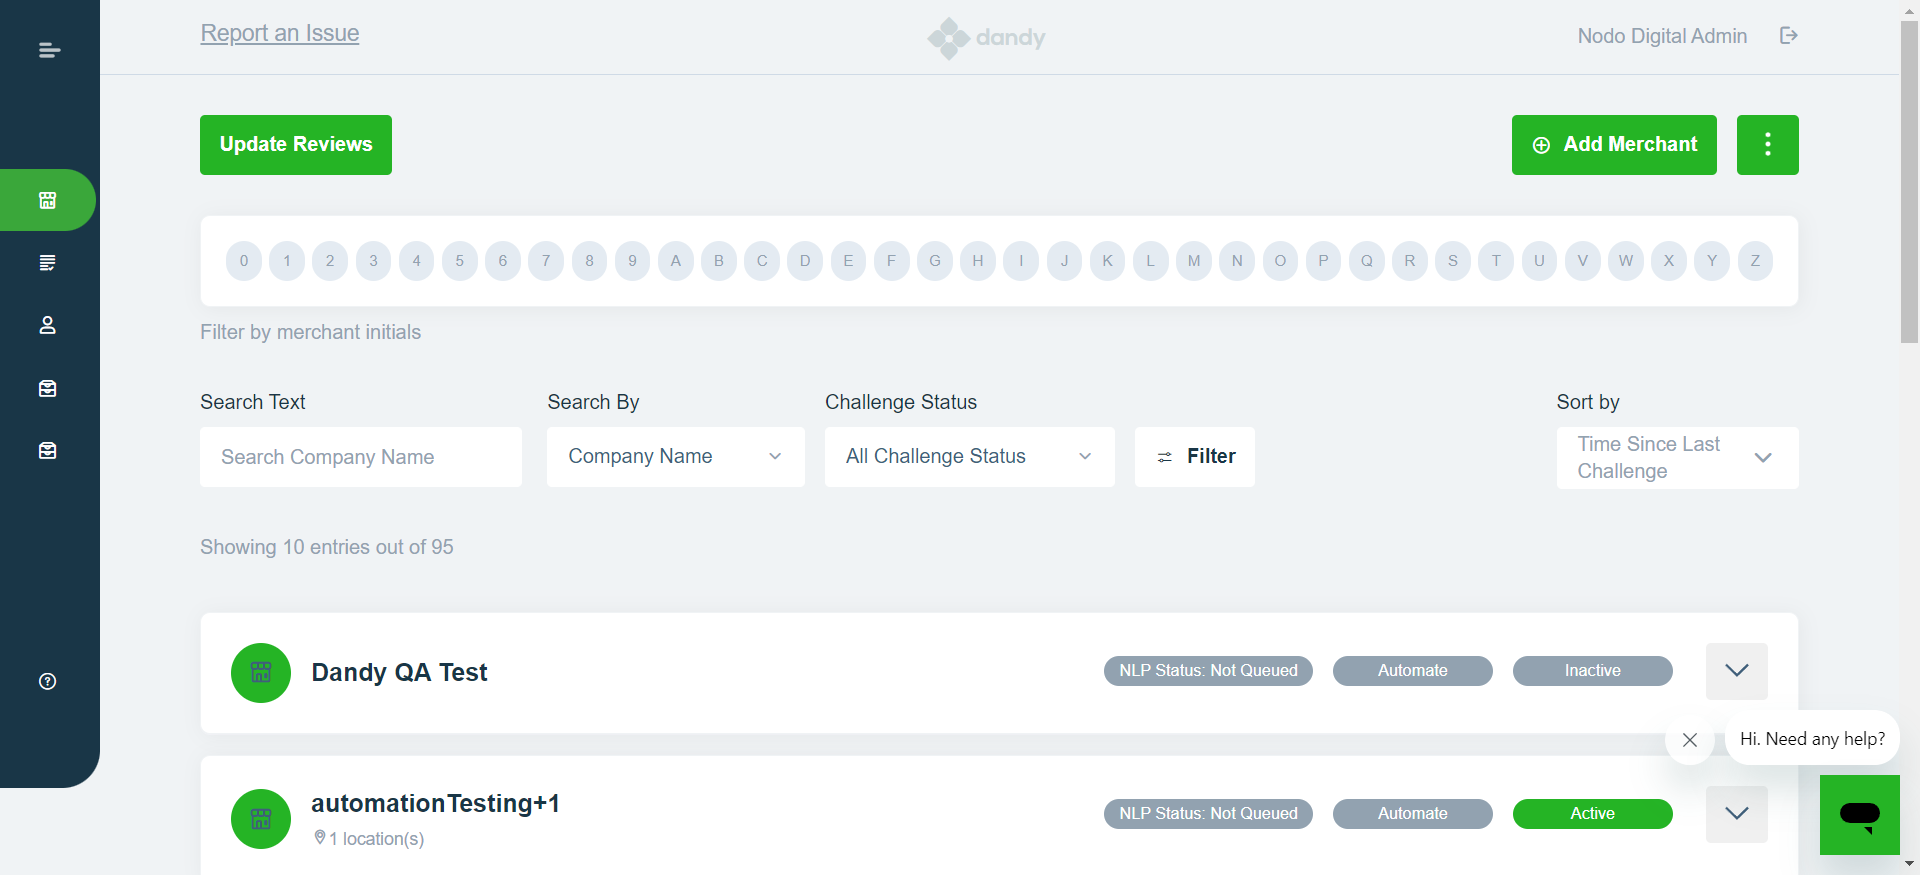 Report an Issue
dandy
Nodo Digital Admin
Update Reviews
Add Merchant
0 1 2 3 4 5 6 7 8 9 A B C D E F G H I J K L M N O P Q R S T U V W X Y Z
Filter by merchant initials
Search Text
Search By
Challenge Status
Sort by
Search Company Name
Company Name
All Challenge Status
Filter
Time Since Last
Challenge
Showing 10 entries out of 95
Dandy QA Test
NLP Status: Not Queued
Automate
Inactive
Hi. Need any help?
automationTesting+1
1 location(s)
NLP Status: Not Queued
Automate
Active